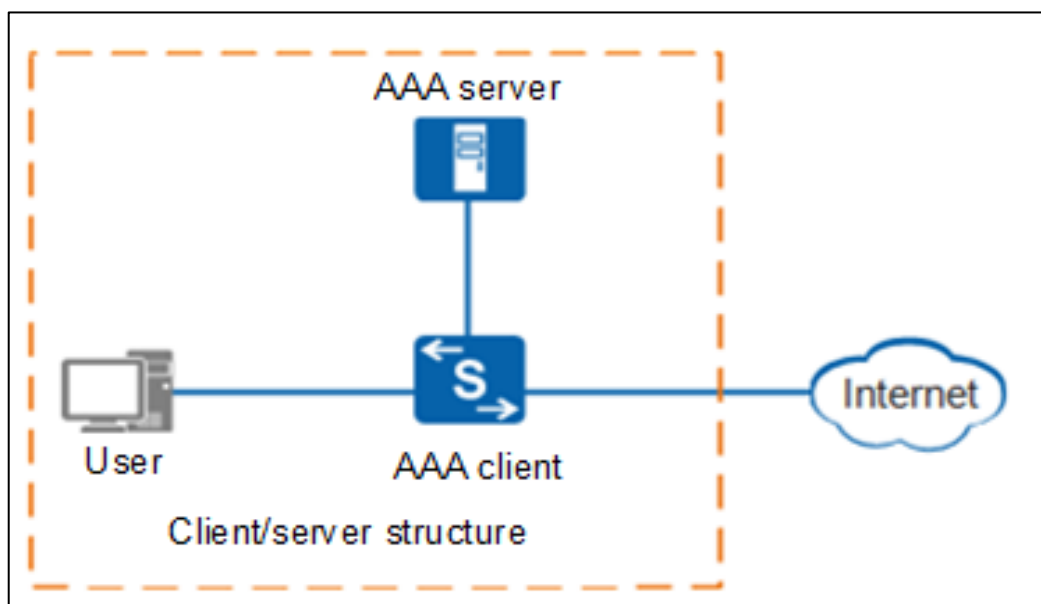 AAA server
S
Internet
User
AAA client
Client/server structure